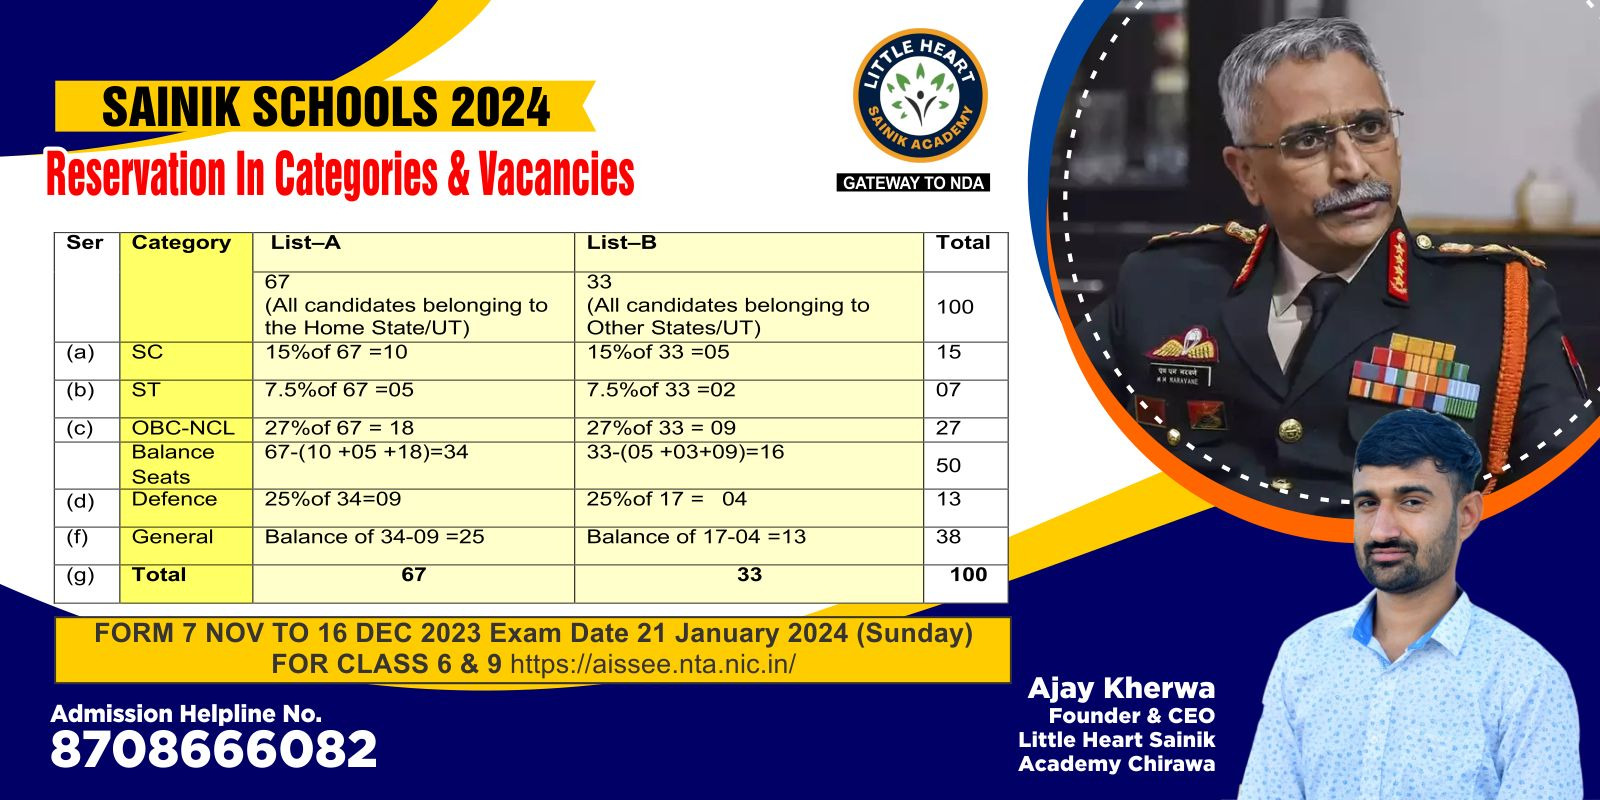 SAINIK SCHOOLS 2024
Reservation In Categories & Vacancies
LITTLE HEART
SAINIK ACADEMY
GATEWAY TO NDA
Ser Category List–A List–B Total
67 33 100
(All candidates belonging to (All candidates belonging to
the Home State/UT) Other States/UT)
(a) SC 15%of 67 =10 15%of 33 =05 15
(b) ST 7.5%of 67 =05 7.5%of 33 =02 07
(c) OBC-NCL 27%of 67 = 18 27%of 33 = 09 27
Balance 67-(10 +05 +18)=34 33-(05 +03+09)=16 50
Seats
(d) Defence 25%of 34=09 25%of 17 = 04 13
(f) General Balance of 34-09 =25 Balance of 17-04 =13 38
(g) Total 67 33 100
FORM 7 NOV TO 16 DEC 2023 Exam Date 21 January 2024 (Sunday)
FOR CLASS 6 & 9 https://aissee.nta.nic.in/
Admission Helpline No.
8708666082
एम एम नरवणे
M M NARAVANE
Ajay Kherwa
Founder & CEO
Little Heart Sainik
Academy Chirawa